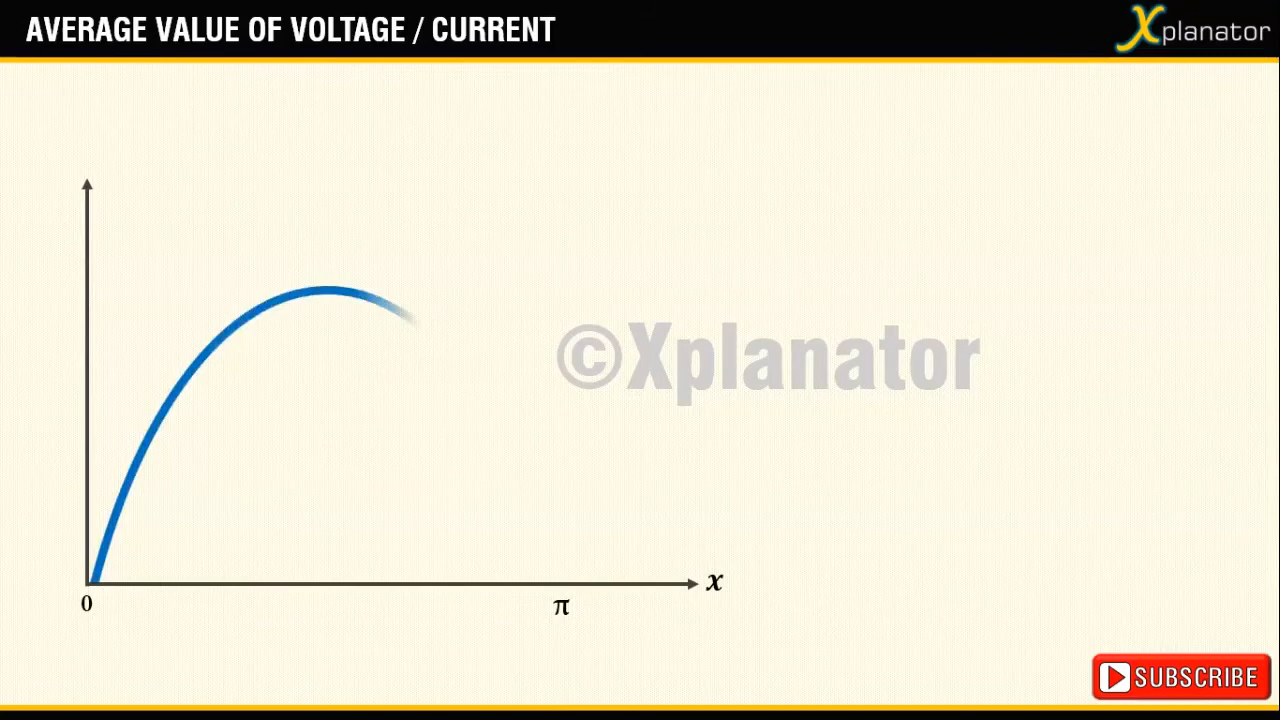 AVERAGE VALUE OF VOLTAGE / CURRENT
Xplanator
©Xplanator
x
0
π
SUBSCRIBE